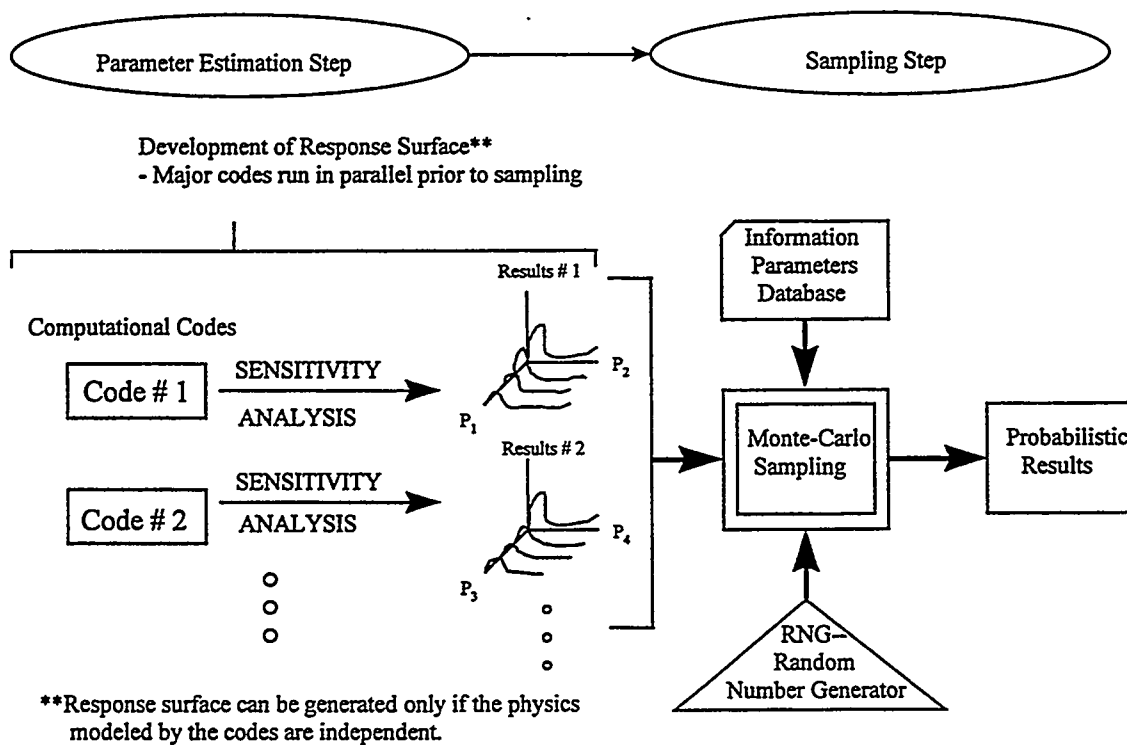 Parameter Estimation Step
Sampling Step
Development of Response Surface**
- Major codes run in parallel prior to sampling
Computational Codes
Code # 1
SENSITIVITY
ANALYSIS
Results # 1
P1
P2
Code # 2
SENSITIVITY
ANALYSIS
Results # 2
P3
P4
Information
Parameters
Database
Monte-Carlo
Sampling
Probabilistic
Results
RNG--
Random
Number Generator
**Response surface can be generated only if the physics
modeled by the codes are independent.